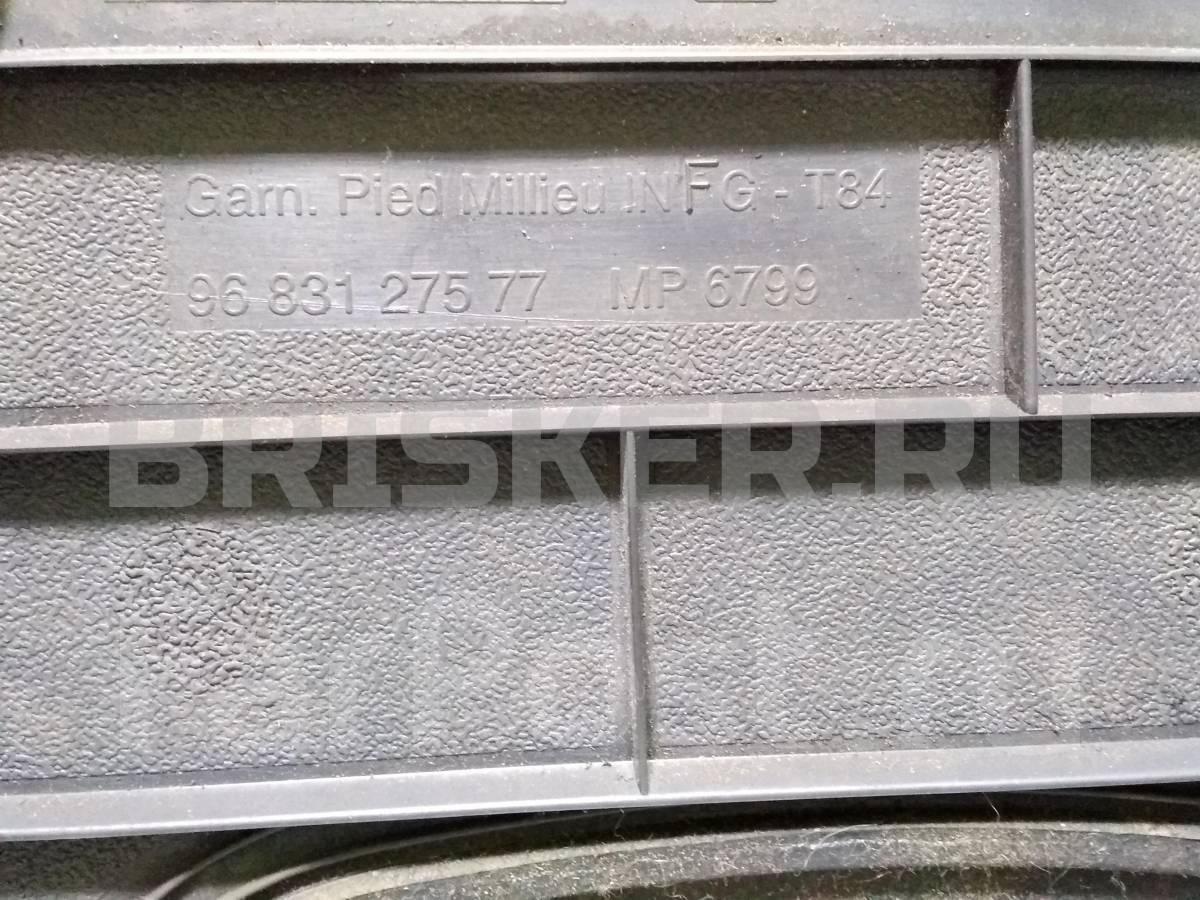 Garn. Pied Millieu INFG - T84
96 831 275 77 MP 6799
BRISKER.RU